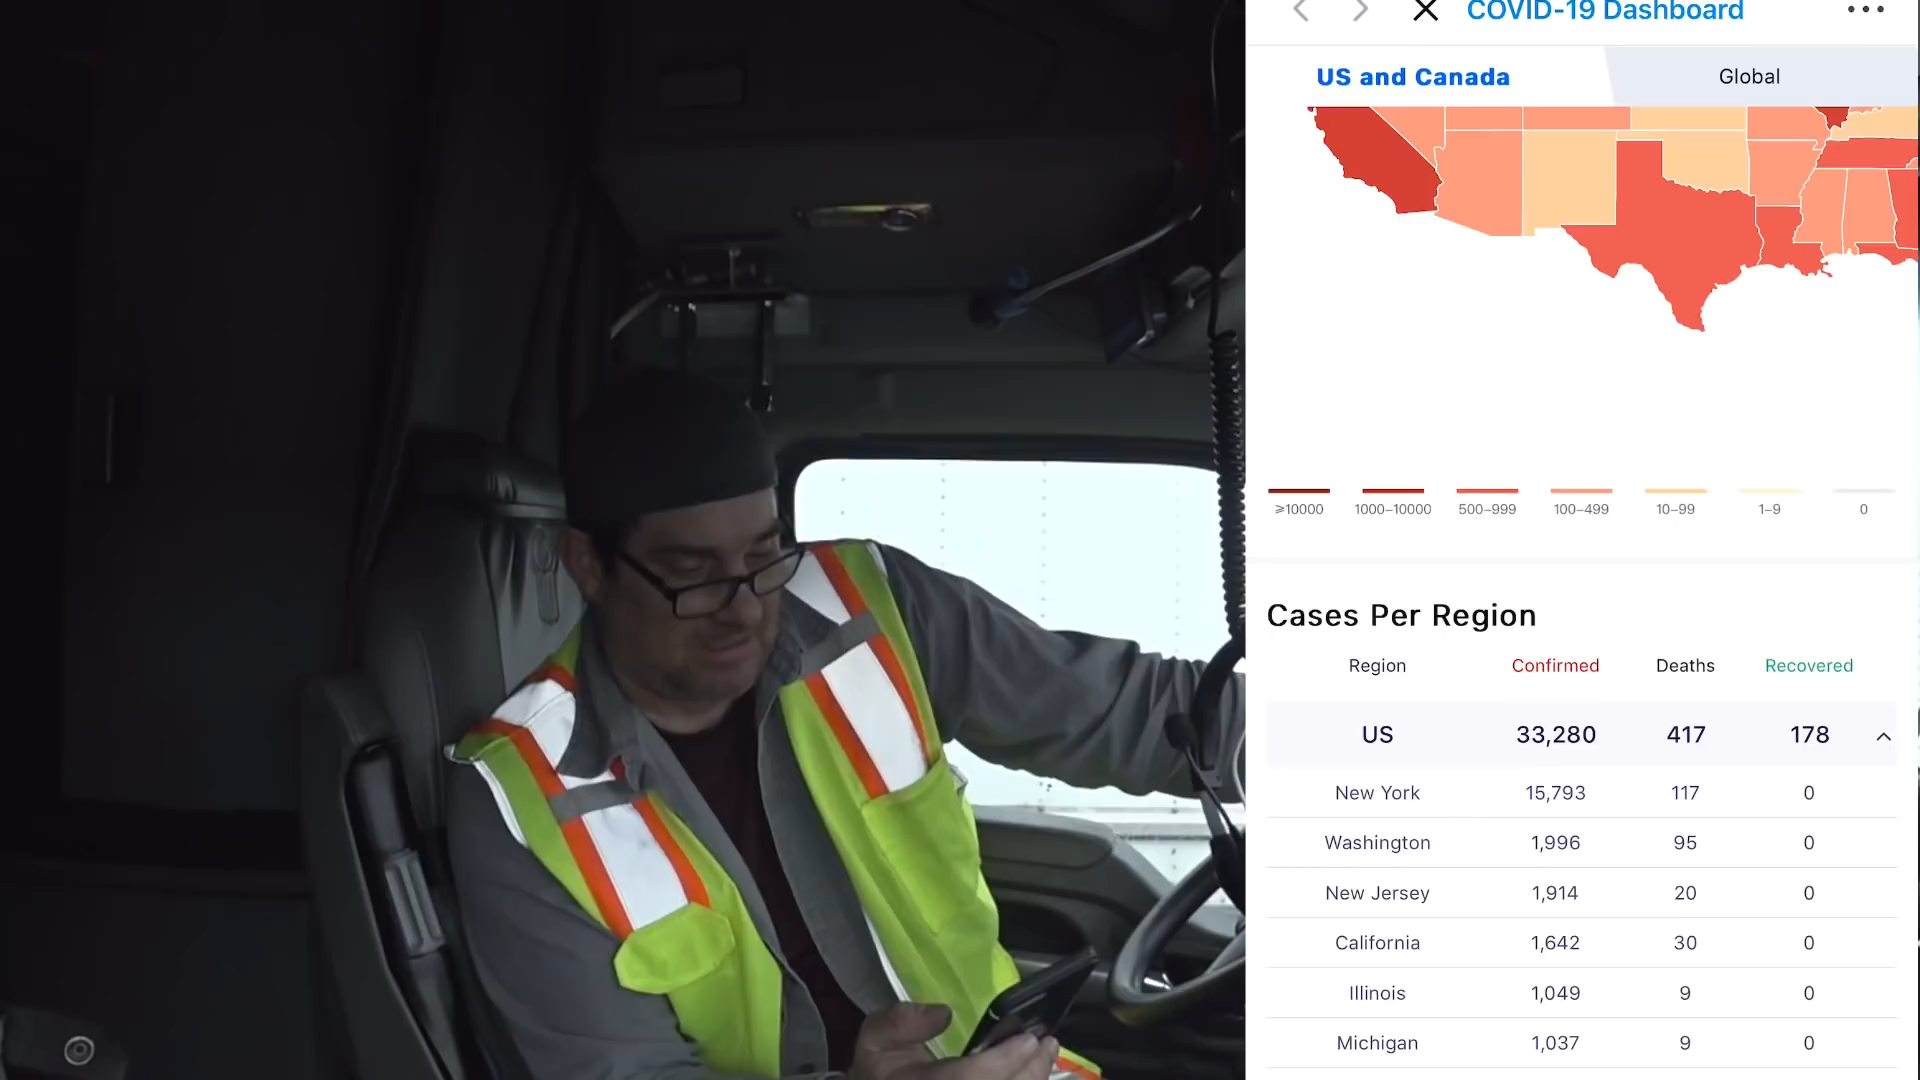 COVID-19 Dashboard
US and Canada
Global
≥10000 1000–10000 500–999 100–499 10–99 1–9 0
Cases Per Region
Region Confirmed Deaths Recovered
US 33,280 417 178
New York 15,793 117 0
Washington 1,996 95 0
New Jersey 1,914 20 0
California 1,642 30 0
Illinois 1,049 9 0
Michigan 1,037 9 0